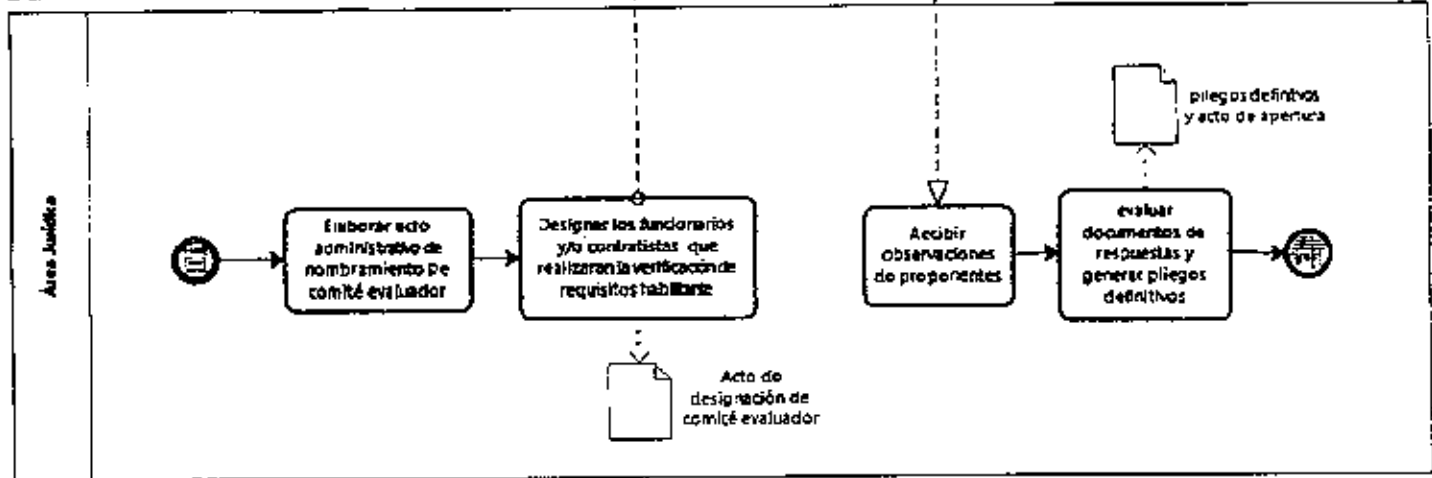 Área Jurídica
Elaborar acto
administrativo de
nombramiento De
comité evaluador
Designar los funcionarios
y/o contratistas que
realizaran la verificación de
requisitos habilitante
Acto de
designación de
comité evaluador
Recibir
observaciones
de proponentes
evaluar
documentos de
respuestas y
generar pliegos
definitivos
pliegos defintvos
y acto de apertura